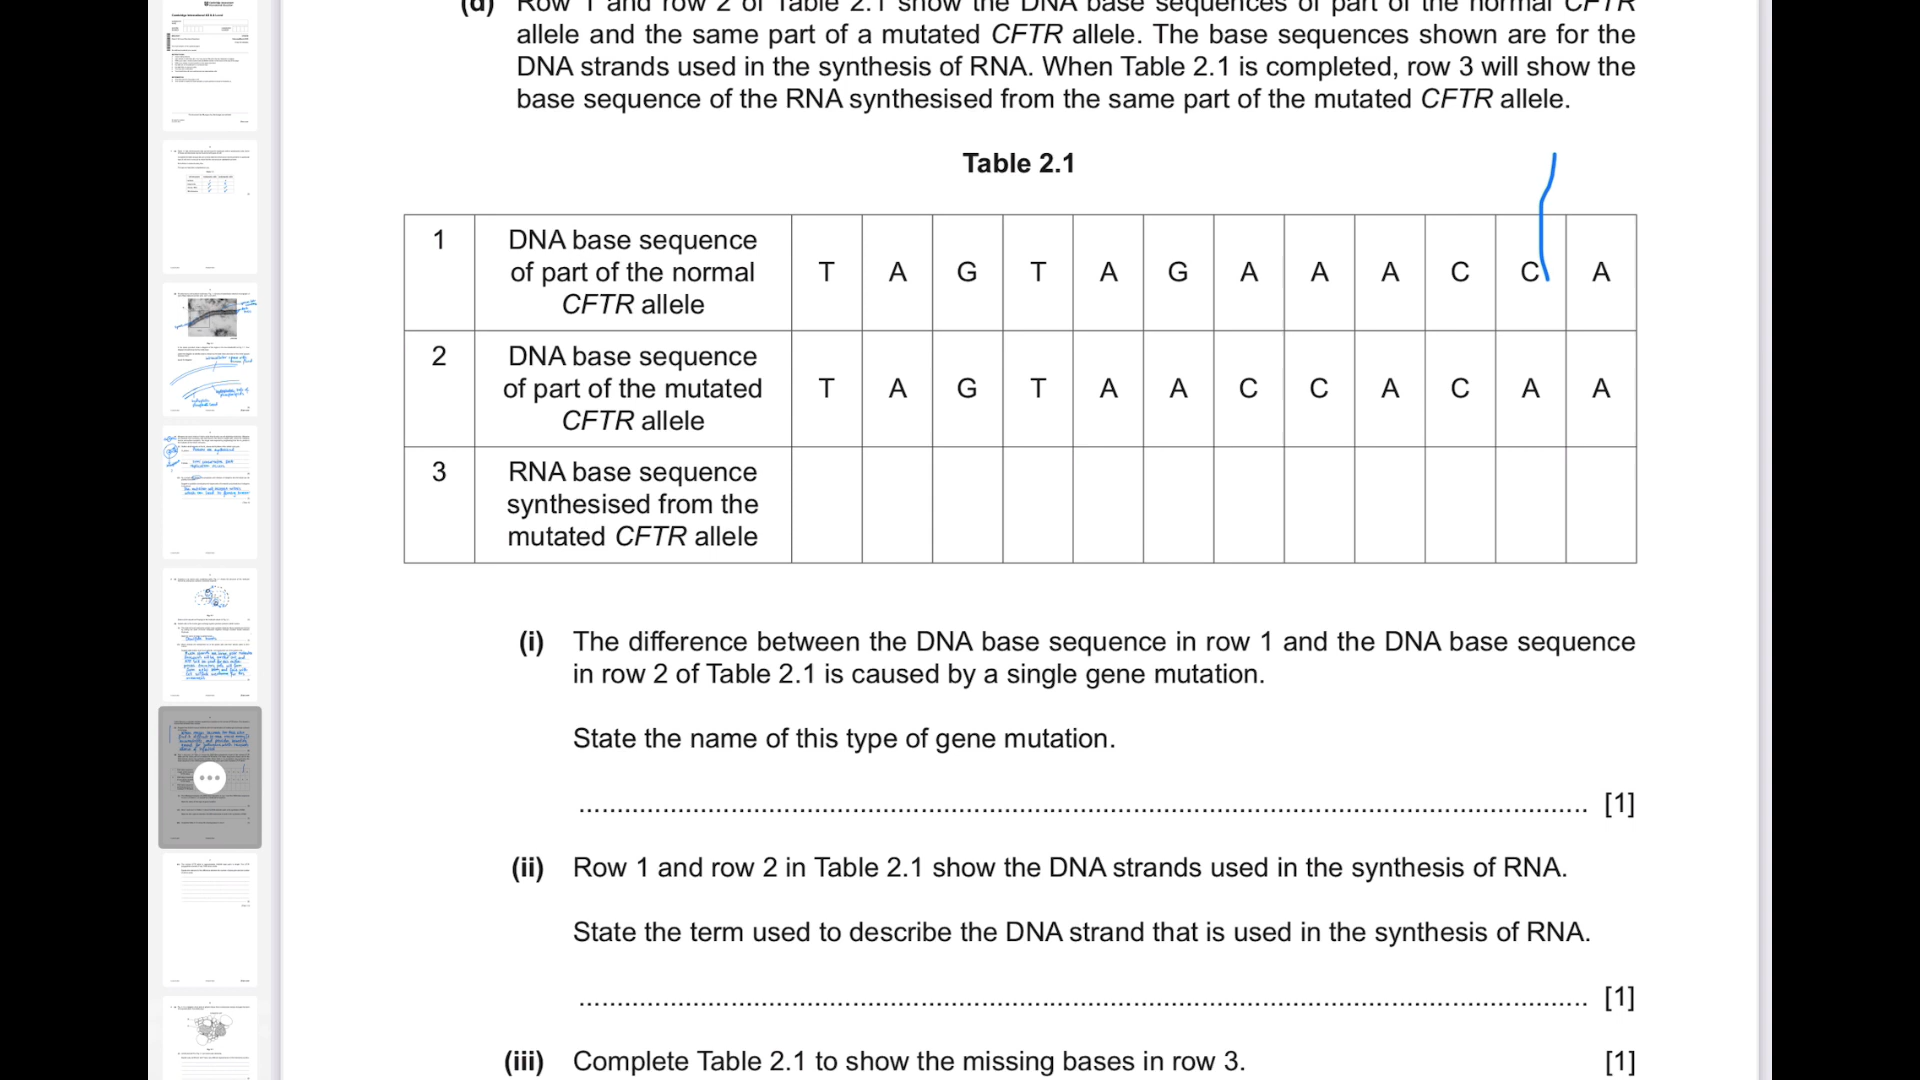 (d) Row 1 and row 2 of Table 2.1 show the DNA base sequences of part of the normal CFTR
allele and the same part of a mutated CFTR allele. The base sequences shown are for the
DNA strands used in the synthesis of RNA. When Table 2.1 is completed, row 3 will show the
base sequence of the RNA synthesised from the same part of the mutated CFTR allele.
Table 2.1
1 DNA base sequence of part of the normal CFTR allele T A G T A G A A A C C A
2 DNA base sequence of part of the mutated CFTR allele T A G T A A C C A C A A
3 RNA base sequence synthesised from the mutated CFTR allele
(i) The difference between the DNA base sequence in row 1 and the DNA base sequence
in row 2 of Table 2.1 is caused by a single gene mutation.
State the name of this type of gene mutation.
[1]
(ii) Row 1 and row 2 in Table 2.1 show the DNA strands used in the synthesis of RNA.
State the term used to describe the DNA strand that is used in the synthesis of RNA.
[1]
(iii) Complete Table 2.1 to show the missing bases in row 3. [1]